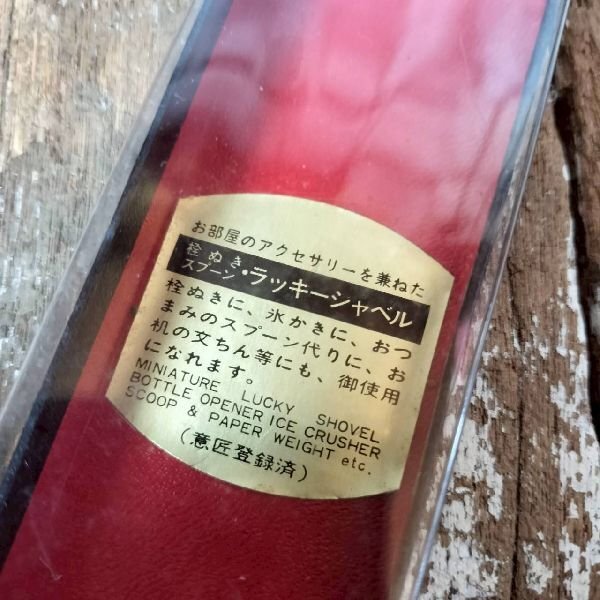 お部屋のアクセサリーを兼ねた
栓ぬき
スプーン・ラッキーシャベル
栓ぬきに、氷かきに、おつ
まみのスプーン代りに、お
机の文ちん等にも、御使用
になれます。
MINIATURE LUCKY SHOVEL
BOTTLE OPENER ICE CRUSHER
SCOOP & PAPER WEIGHT etc.
(意匠登録済)